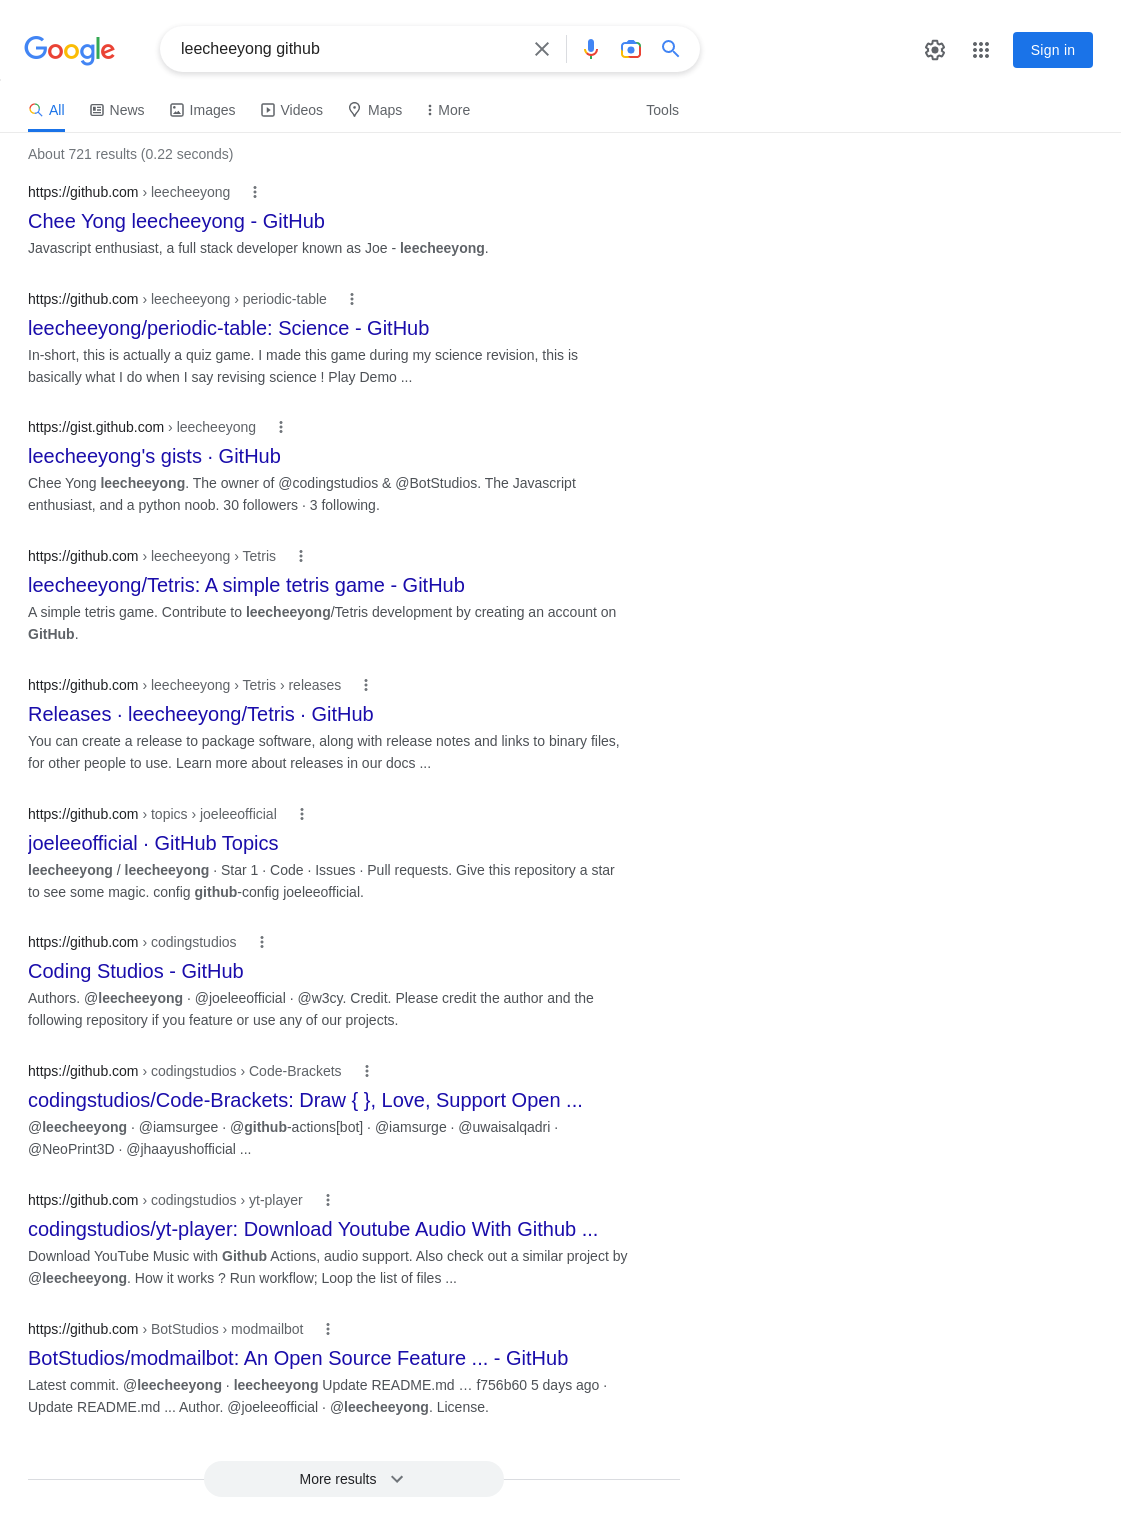 Google
leecheeyong github
Sign in
All News Images Videos Maps More Tools
About 721 results (0.22 seconds)
https://github.com › leecheeyong
Chee Yong leecheeyong - GitHub
Javascript enthusiast, a full stack developer known as Joe - leecheeyong.
https://github.com › leecheeyong › periodic-table
leecheeyong/periodic-table: Science - GitHub
In-short, this is actually a quiz game. I made this game during my science revision, this is
basically what I do when I say revising science ! Play Demo ...
https://gist.github.com › leecheeyong
leecheeyong's gists · GitHub
Chee Yong leecheeyong. The owner of @codingstudios & @BotStudios. The Javascript
enthusiast, and a python noob. 30 followers · 3 following.
https://github.com › leecheeyong › Tetris
leecheeyong/Tetris: A simple tetris game - GitHub
A simple tetris game. Contribute to leecheeyong/Tetris development by creating an account on
GitHub.
https://github.com › leecheeyong › Tetris › releases
Releases · leecheeyong/Tetris · GitHub
You can create a release to package software, along with release notes and links to binary files,
for other people to use. Learn more about releases in our docs ...
https://github.com › topics › joeleeofficial
joeleeofficial · GitHub Topics
leecheeyong / leecheeyong · Star 1 · Code · Issues · Pull requests. Give this repository a star
to see some magic. config github-config joeleeofficial.
https://github.com › codingstudios
Coding Studios - GitHub
Authors. @leecheeyong · @joeleeofficial · @w3cy. Credit. Please credit the author and the
following repository if you feature or use any of our projects.
https://github.com › codingstudios › Code-Brackets
codingstudios/Code-Brackets: Draw { }, Love, Support Open ...
@leecheeyong · @iamsurgee · @github-actions[bot] · @iamsurge · @uwaisalqadri ·
@NeoPrint3D · @jhaayushofficial ...
https://github.com › codingstudios › yt-player
codingstudios/yt-player: Download Youtube Audio With Github ...
Download YouTube Music with Github Actions, audio support. Also check out a similar project by
@leecheeyong. How it works ? Run workflow; Loop the list of files ...
https://github.com › BotStudios › modmailbot
BotStudios/modmailbot: An Open Source Feature ... - GitHub
Latest commit. @leecheeyong · leecheeyong Update README.md … f756b60 5 days ago ·
Update README.md ... Author. @joeleeofficial · @leecheeyong. License.
More results